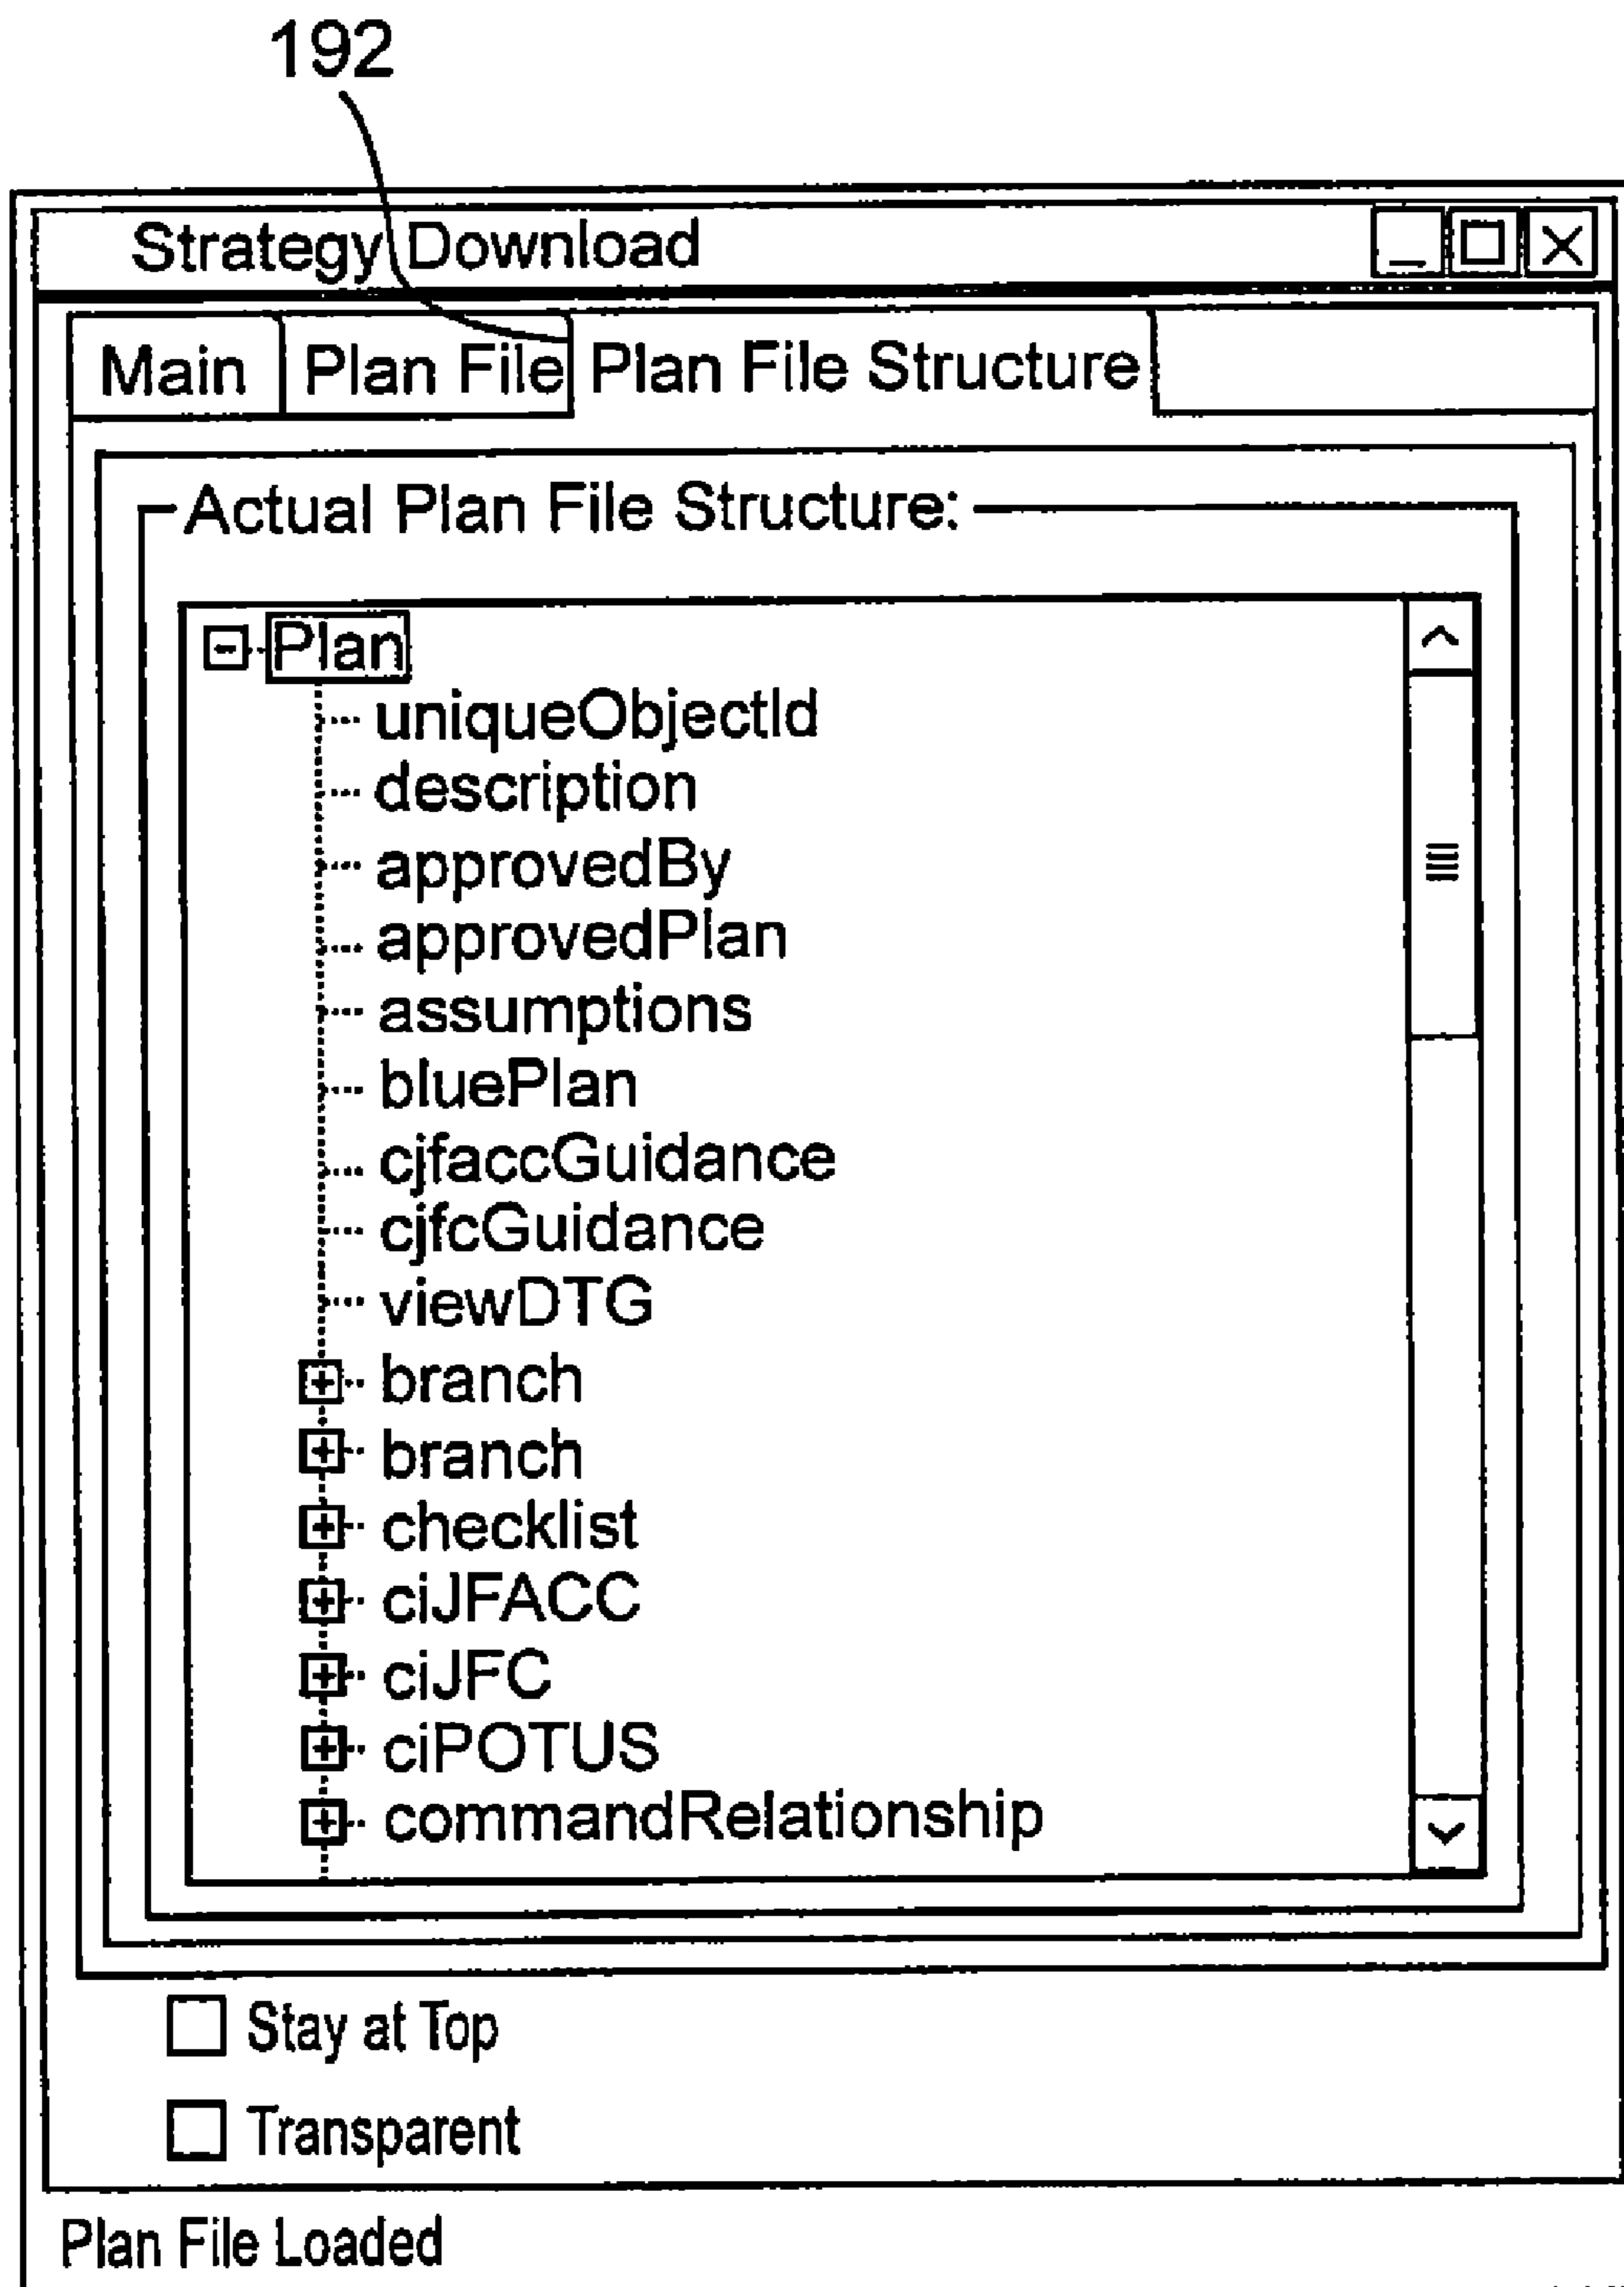 192
Strategy Download
Main Plan File Plan File Structure
Actual Plan File Structure:
Plan
uniqueObjectId
description
approvedBy
approvedPlan
assumptions
bluePlan
cjfaccGuidance
cjfcGuidance
viewDTG
branch
branch
checklist
ciJFACC
ciJFC
ciPOTUS
commandRelationship
Stay at Top
Transparent
Plan File Loaded